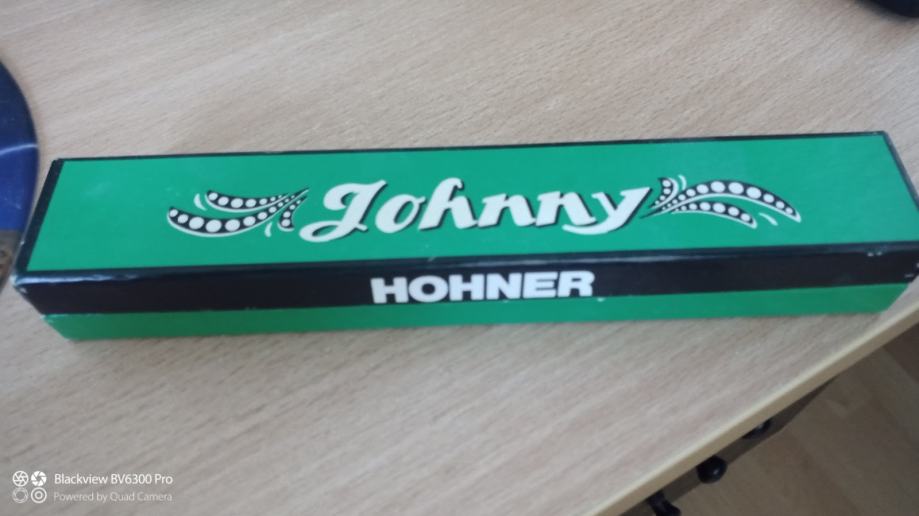 Johnny
HOHNER
Blackview BV6300 Pro
Powered by Quad Camera